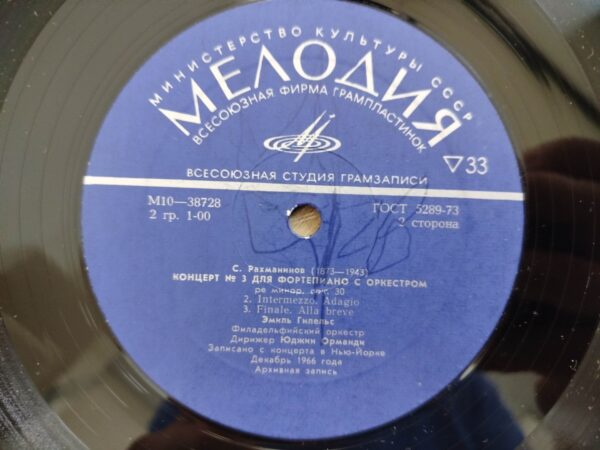 МИНИСТЕРСТВО КУЛЬТУРЫ СССР
МЕЛОДИЯ
ВСЕСОЮЗНАЯ ФИРМА ГРАМПЛАСТИНОК
▽33
ВСЕСОЮЗНАЯ СТУДИЯ ГРАМЗАПИСИ
М10—38728
ГОСТ 5289-73
2 гр. 1-00
2 сторона
С. Рахманинов (1873—1943)
КОНЦЕРТ № 3 ДЛЯ ФОРТЕПИАНО С ОРКЕСТРОМ
ре минор, соч. 30
2. Intermezzo. Adagio
3. Finale. Alla breve
Эмиль Гилельс
Филадельфийский оркестр
Дирижер Юджин Орманди
Записано с концерта в Нью-Йорке
Декабрь 1966 года
Архивная запись